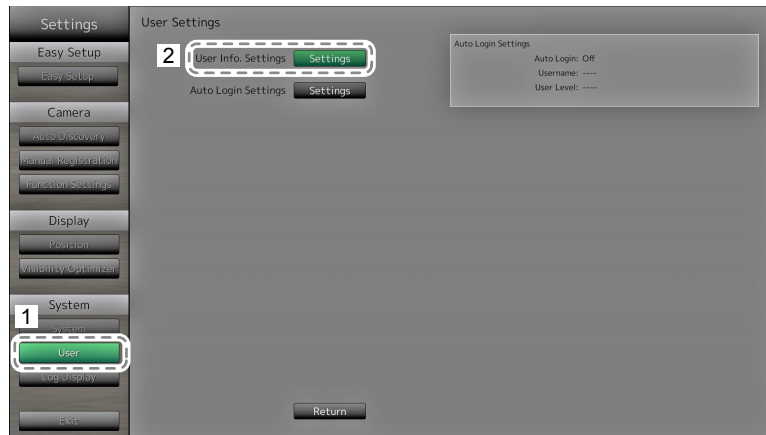 Settings
Easy Setup
Easy Setup
Camera
Auto Discovery
Manual Registration
Function Settings
Display
Position
Visibility Optimizer
System
1
System
User
Log Display
Exit
User Settings
2
User Info. Settings Settings
Auto Login Settings Settings
Return
Auto Login Settings
Auto Login: Off
Username: ----
User Level: ----